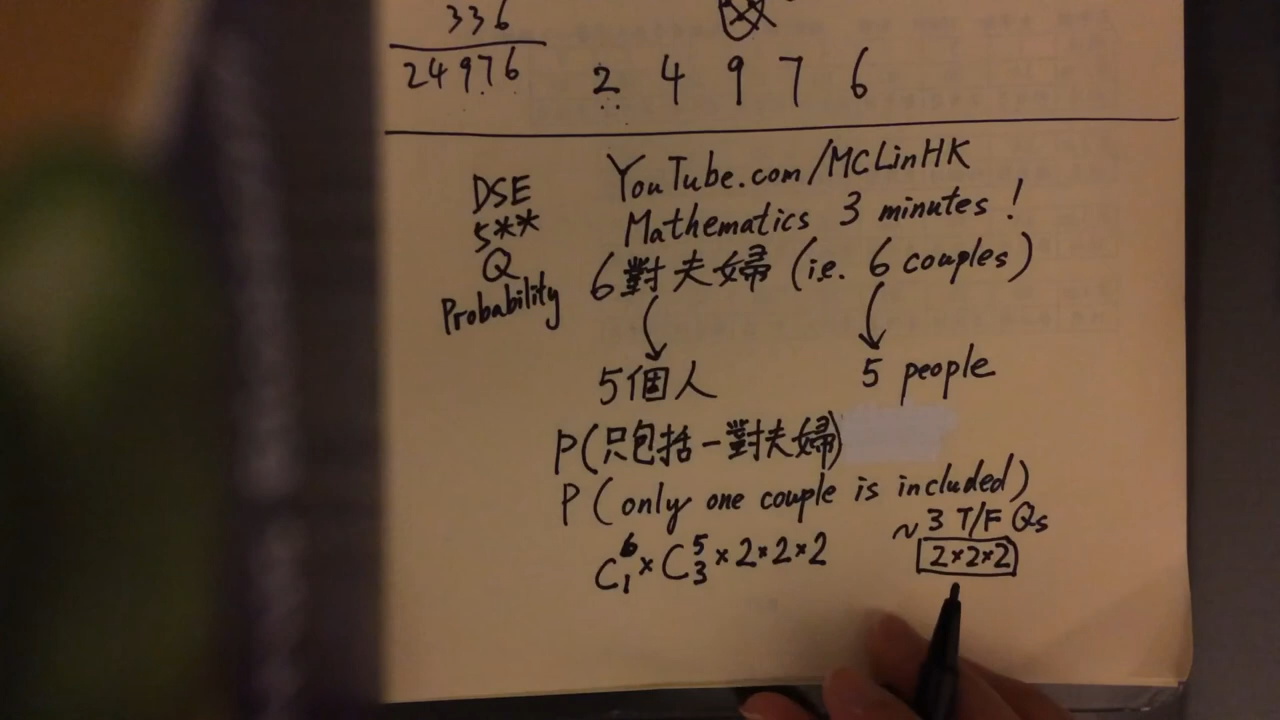 336
24976
2 4 9 7 6
YouTube.com/MCLinHK
Mathematics 3 minutes!
DSE
5**
Q
Probability
6對夫婦 (i.e. 6 couples)
5個人
5 people
P(只包括一對夫婦)
P(only one couple is included)
~3 T/F Qs
C⁶₁×C⁵₃×2×2×2
2×2×2